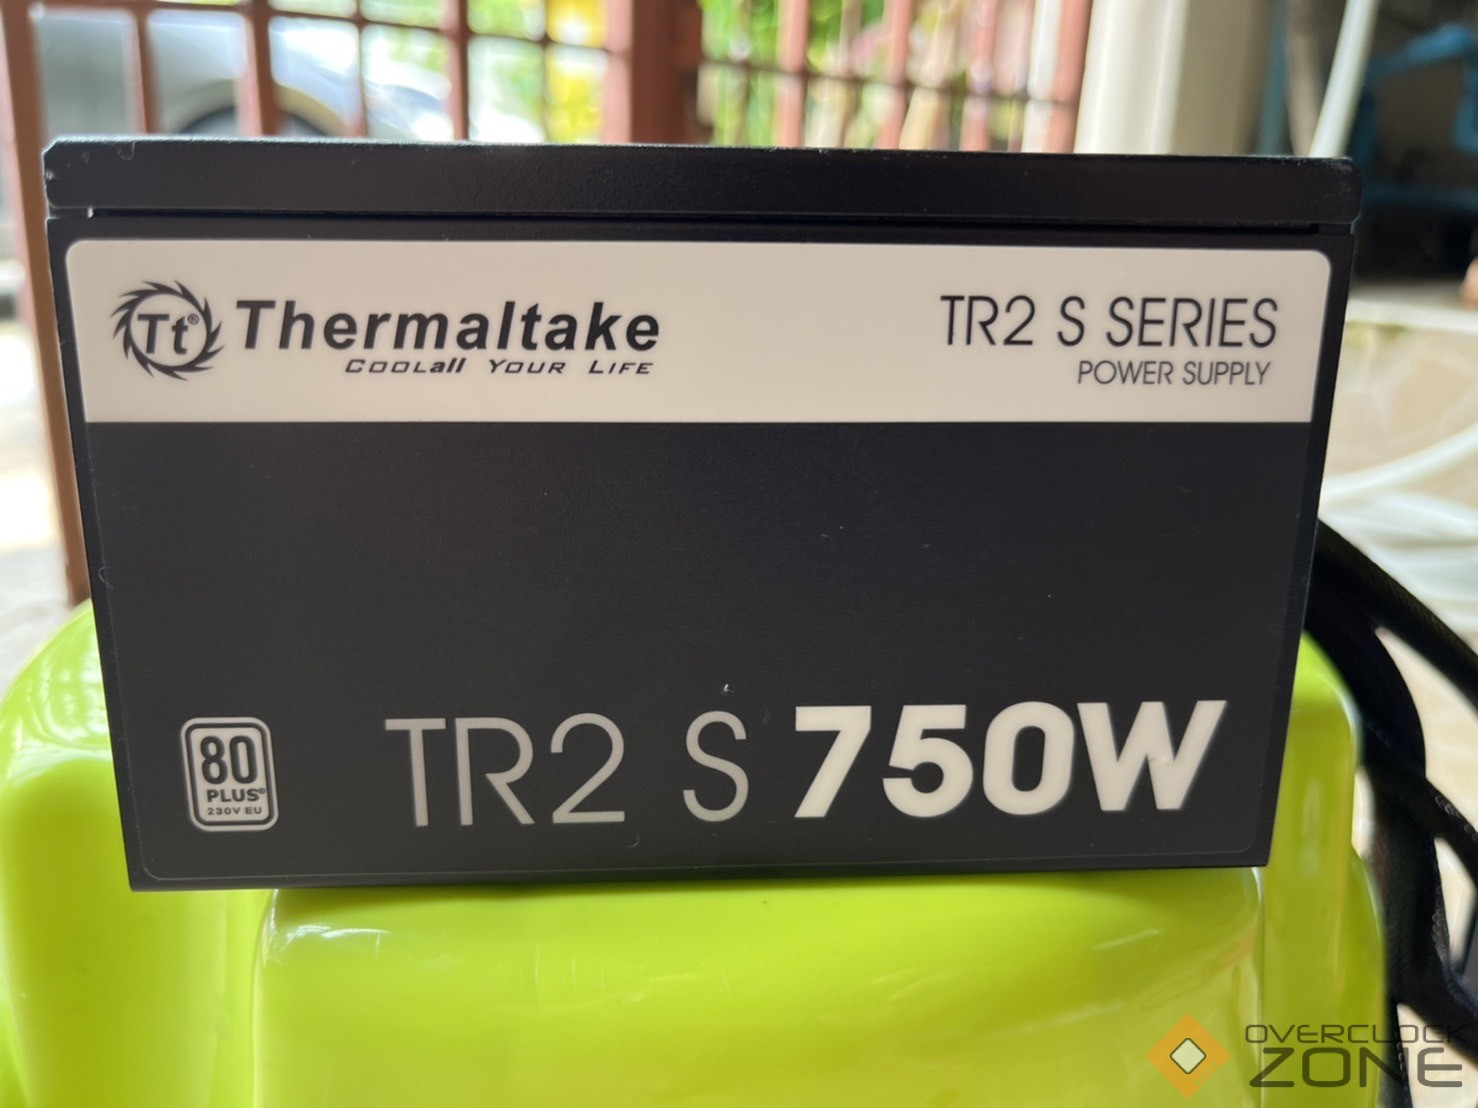 Tt® Thermaltake
COOLall YOUR LIFE
TR2 S SERIES
POWER SUPPLY
80
PLUS®
230V EU
TR2 S 750W
OVERCLOCK
ZONE